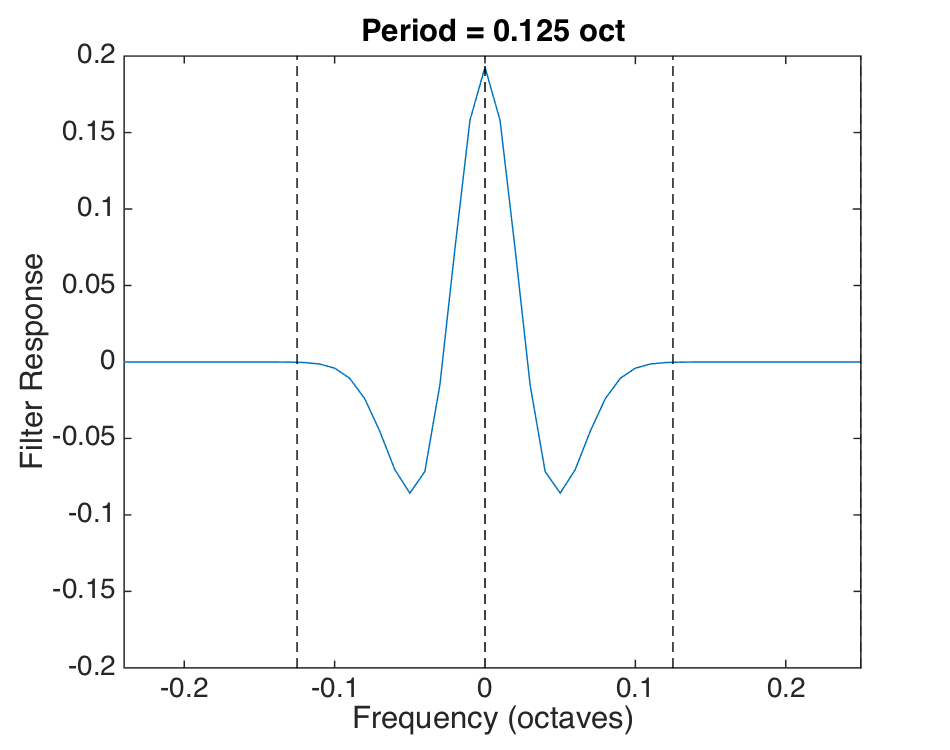 Period = 0.125 oct
0.2
0.15
0.1
0.05
0
-0.05
-0.1
-0.15
-0.2
Filter Response
-0.2 -0.1 0 0.1 0.2
Frequency (octaves)